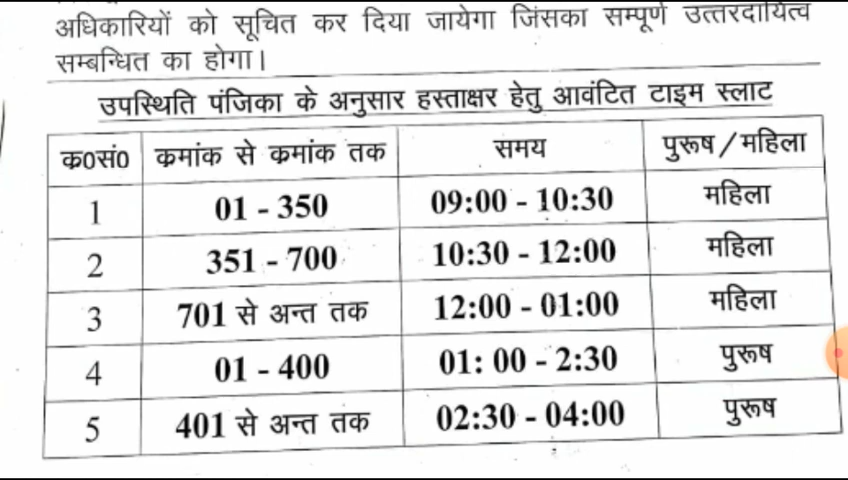 अधिकारियों को सूचित कर दिया जायेगा जिसका सम्पूर्ण उत्तरदायित्व
सम्बन्धित का होगा।
उपस्थिति पंजिका के अनुसार हस्ताक्षर हेतु आवंटित टाइम स्लाट
क0सं0 कमांक से कमांक तक समय पुरूष/महिला
1 01 - 350 09:00 - 10:30 महिला
2 351 - 700 10:30 - 12:00 महिला
3 701 से अन्त तक 12:00 - 01:00 महिला
4 01 - 400 01: 00 - 2:30 पुरूष
5 401 से अन्त तक 02:30 - 04:00 पुरूष